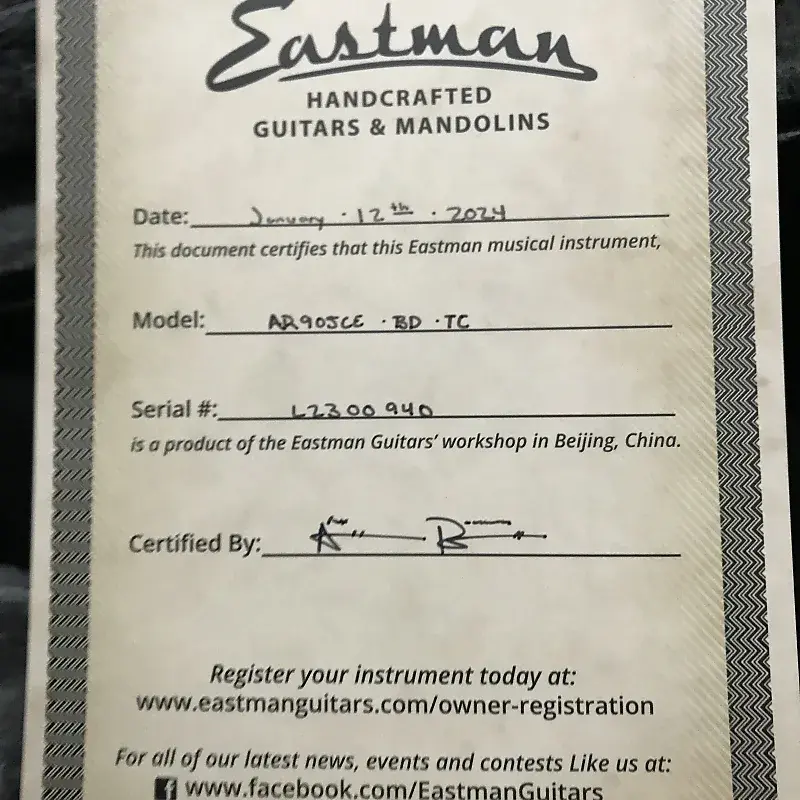 Eastman
HANDCRAFTED
GUITARS & MANDOLINS
Date: January · 12th · 2024
This document certifies that this Eastman musical instrument,
Model: AR905CE · BD · TC
Serial #: L2300940
is a product of the Eastman Guitars' workshop in Beijing, China.
Certified By:
Register your instrument today at:
www.eastmanguitars.com/owner-registration
For all of our latest news, events and contests Like us at:
f www.facebook.com/EastmanGuitars